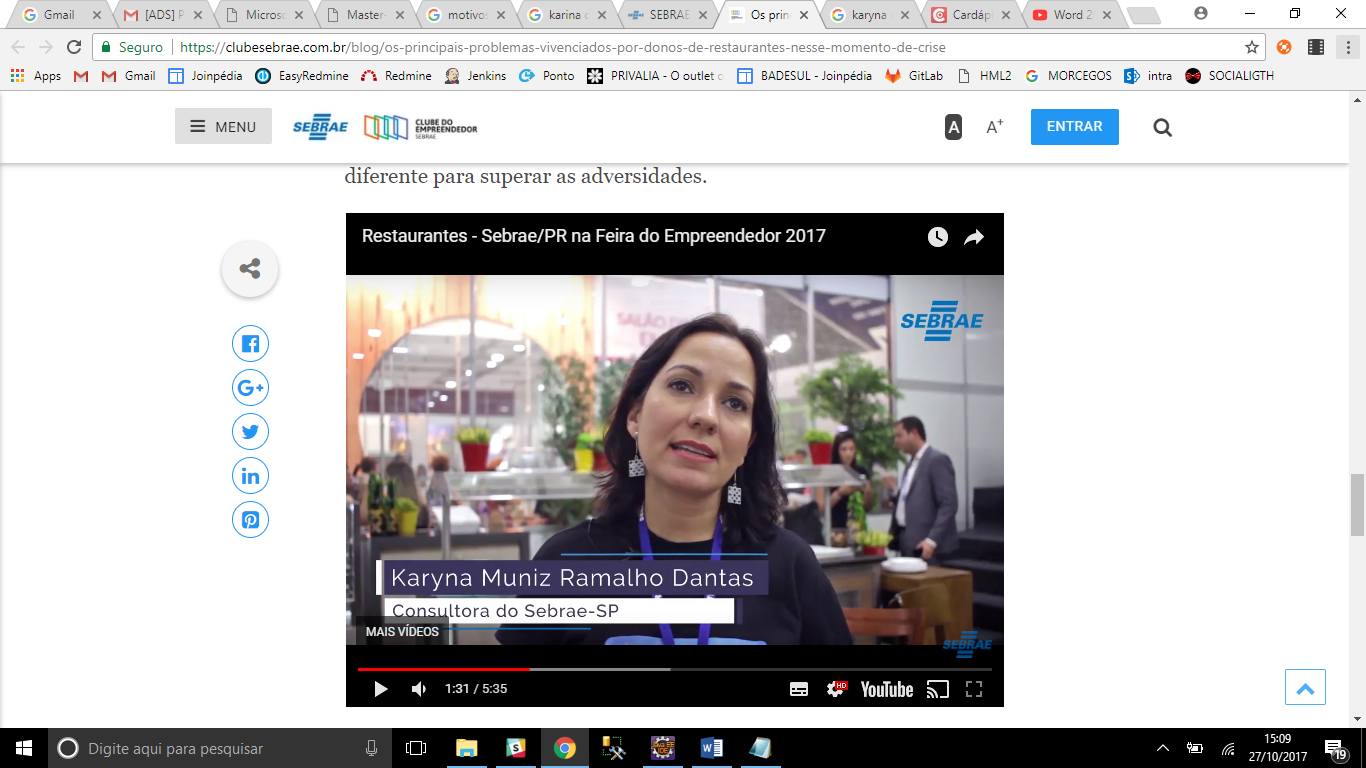 Gmail
[ADS] P
Microso
Master-
motivos
karina d
SEBRAE
Os prin
karyna
Cardáp
Word 2
Seguro
https://clubesebrae.com.br/blog/os-principais-problemas-vivenciados-por-donos-de-restaurantes-nesse-momento-de-crise
Apps
Gmail
Joinpédia
EasyRedmine
Redmine
Jenkins
Ponto
PRIVALIA - O outlet o
BADESUL - Joinpédia
GitLab
HML2
MORCEGOS
intra
SOCIALIGTH
MENU
SEBRAE
CLUBE DO
EMPREENDEDOR
SEBRAE
A
A+
ENTRAR
diferente para superar as adversidades.
Restaurantes - Sebrae/PR na Feira do Empreendedor 2017
SEBRAE
Karyna Muniz Ramalho Dantas
Consultora do Sebrae-SP
MAIS VÍDEOS
SEBRAE
1:31 / 5:35
HD
YouTube
Digite aqui para pesquisar
15:09
27/10/2017
19